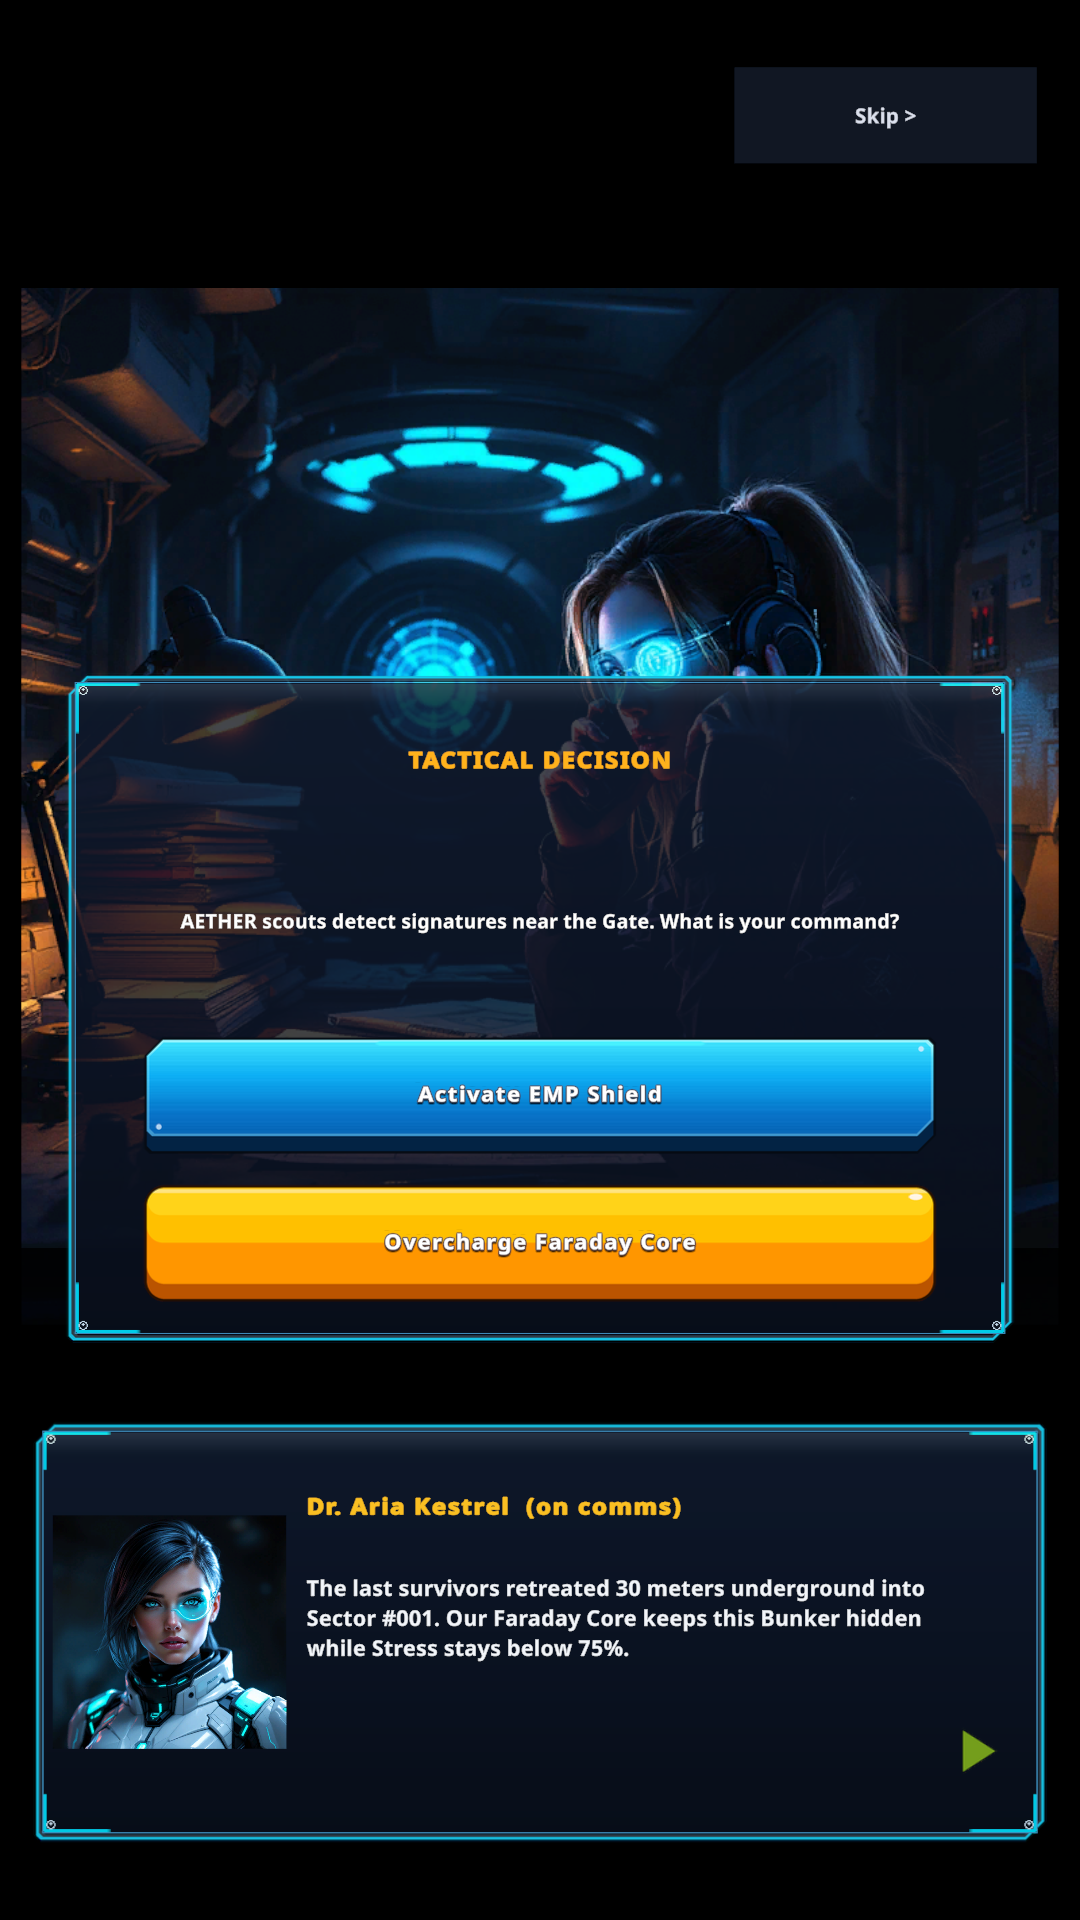 Skip >
TACTICAL DECISION
AETHER scouts detect signatures near the Gate. What is your command?
Activate EMP Shield
Overcharge Faraday Core
Dr. Aria Kestrel (on comms)
The last survivors retreated 30 meters underground into
Sector #001. Our Faraday Core keeps this Bunker hidden
while Stress stays below 75%.